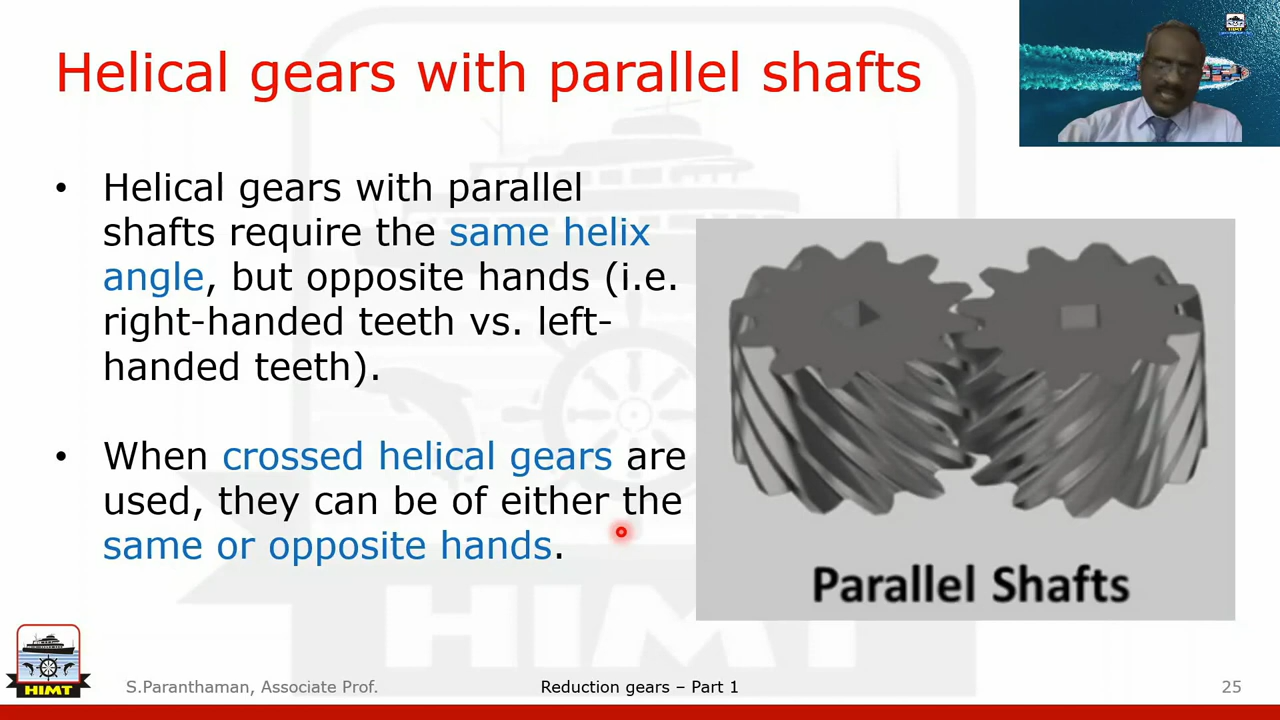 Helical gears with parallel shafts
HIMT
• Helical gears with parallel
shafts require the same helix
angle, but opposite hands (i.e.
right-handed teeth vs. left-
handed teeth).
• When crossed helical gears are
used, they can be of either the
same or opposite hands.
Parallel Shafts
HIMT
HIMT
S.Paranthaman, Associate Prof.
Reduction gears – Part 1
25